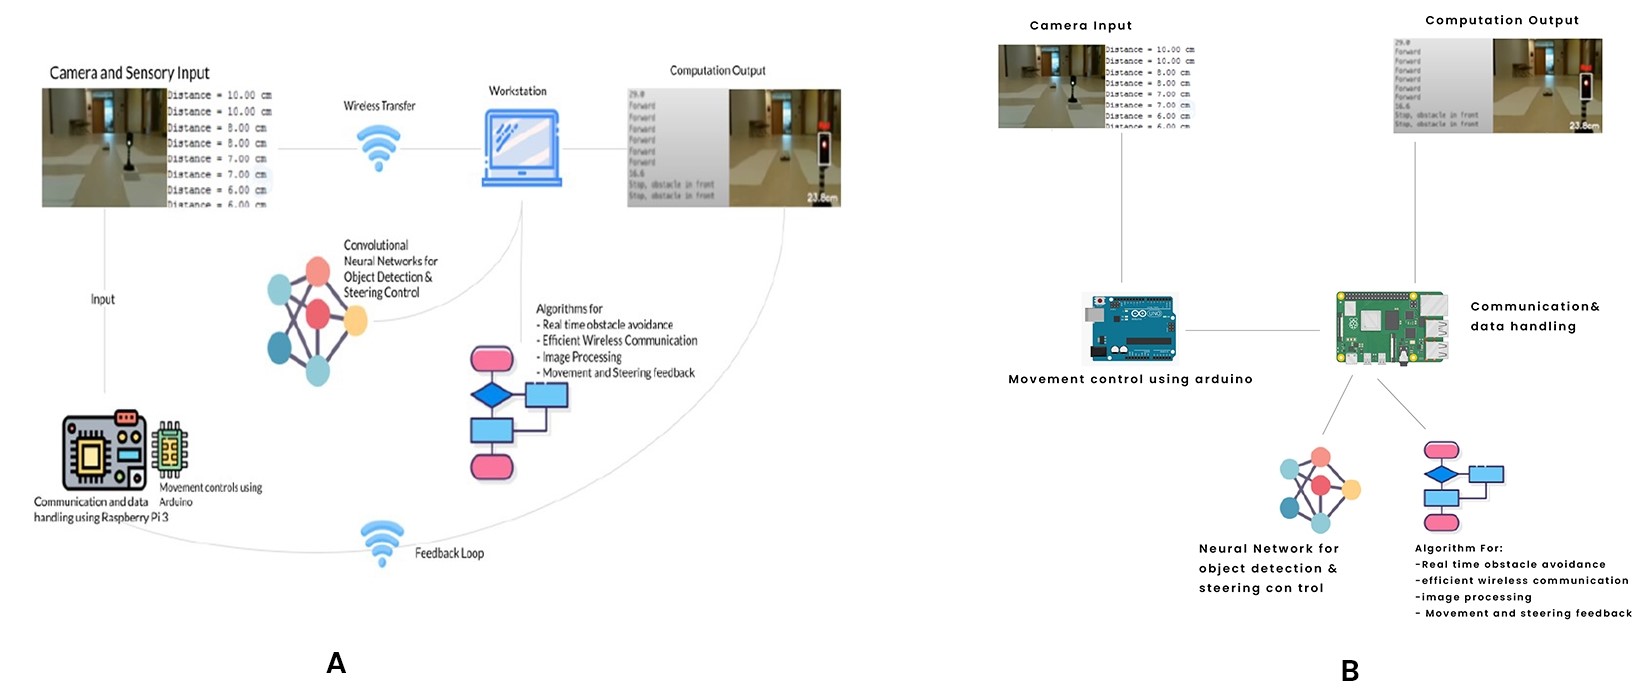 Camera and Sensory Input
Distance = 10.00 cm
Distance = 10.00 cm
Distance = 8.00 cm
Distance = 8.00 cm
Distance = 7.00 cm
Distance = 7.00 cm
Distance = 6.00 cm
Distance = 6.00 cm
Wireless Transfer
Workstation
Computation Output
29.0
Forward
Forward
Forward
Forward
Forward
16.6
Stop, obstacle in front
Stop, obstacle in front
23.8cm
Input
Convolutional
Neural Networks for
Object Detection &
Steering Control
Algorithms for
- Real time obstacle avoidance
- Efficient Wireless Communication
- Image Processing
- Movement and Steering feedback
Communication and data
handling using Raspberry Pi 3
Movement controls using
Arduino
Feedback Loop
A
Camera Input
Distance = 10.00 cm
Distance = 10.00 cm
Distance = 8.00 cm
Distance = 8.00 cm
Distance = 7.00 cm
Distance = 7.00 cm
Distance = 6.00 cm
Distance = 6.00 cm
Computation Output
29.0
Forward
Forward
Forward
Forward
Forward
16.6
Stop, obstacle in front
Stop, obstacle in front
23.8cm
UNO
Movement control using arduino
Communication&
data handling
Neural Network for
object detection &
steering con trol
Algorithm For:
-Real time obstacle avoidance
-efficient wireless communication
-image processing
- Movement and steering feedback
B